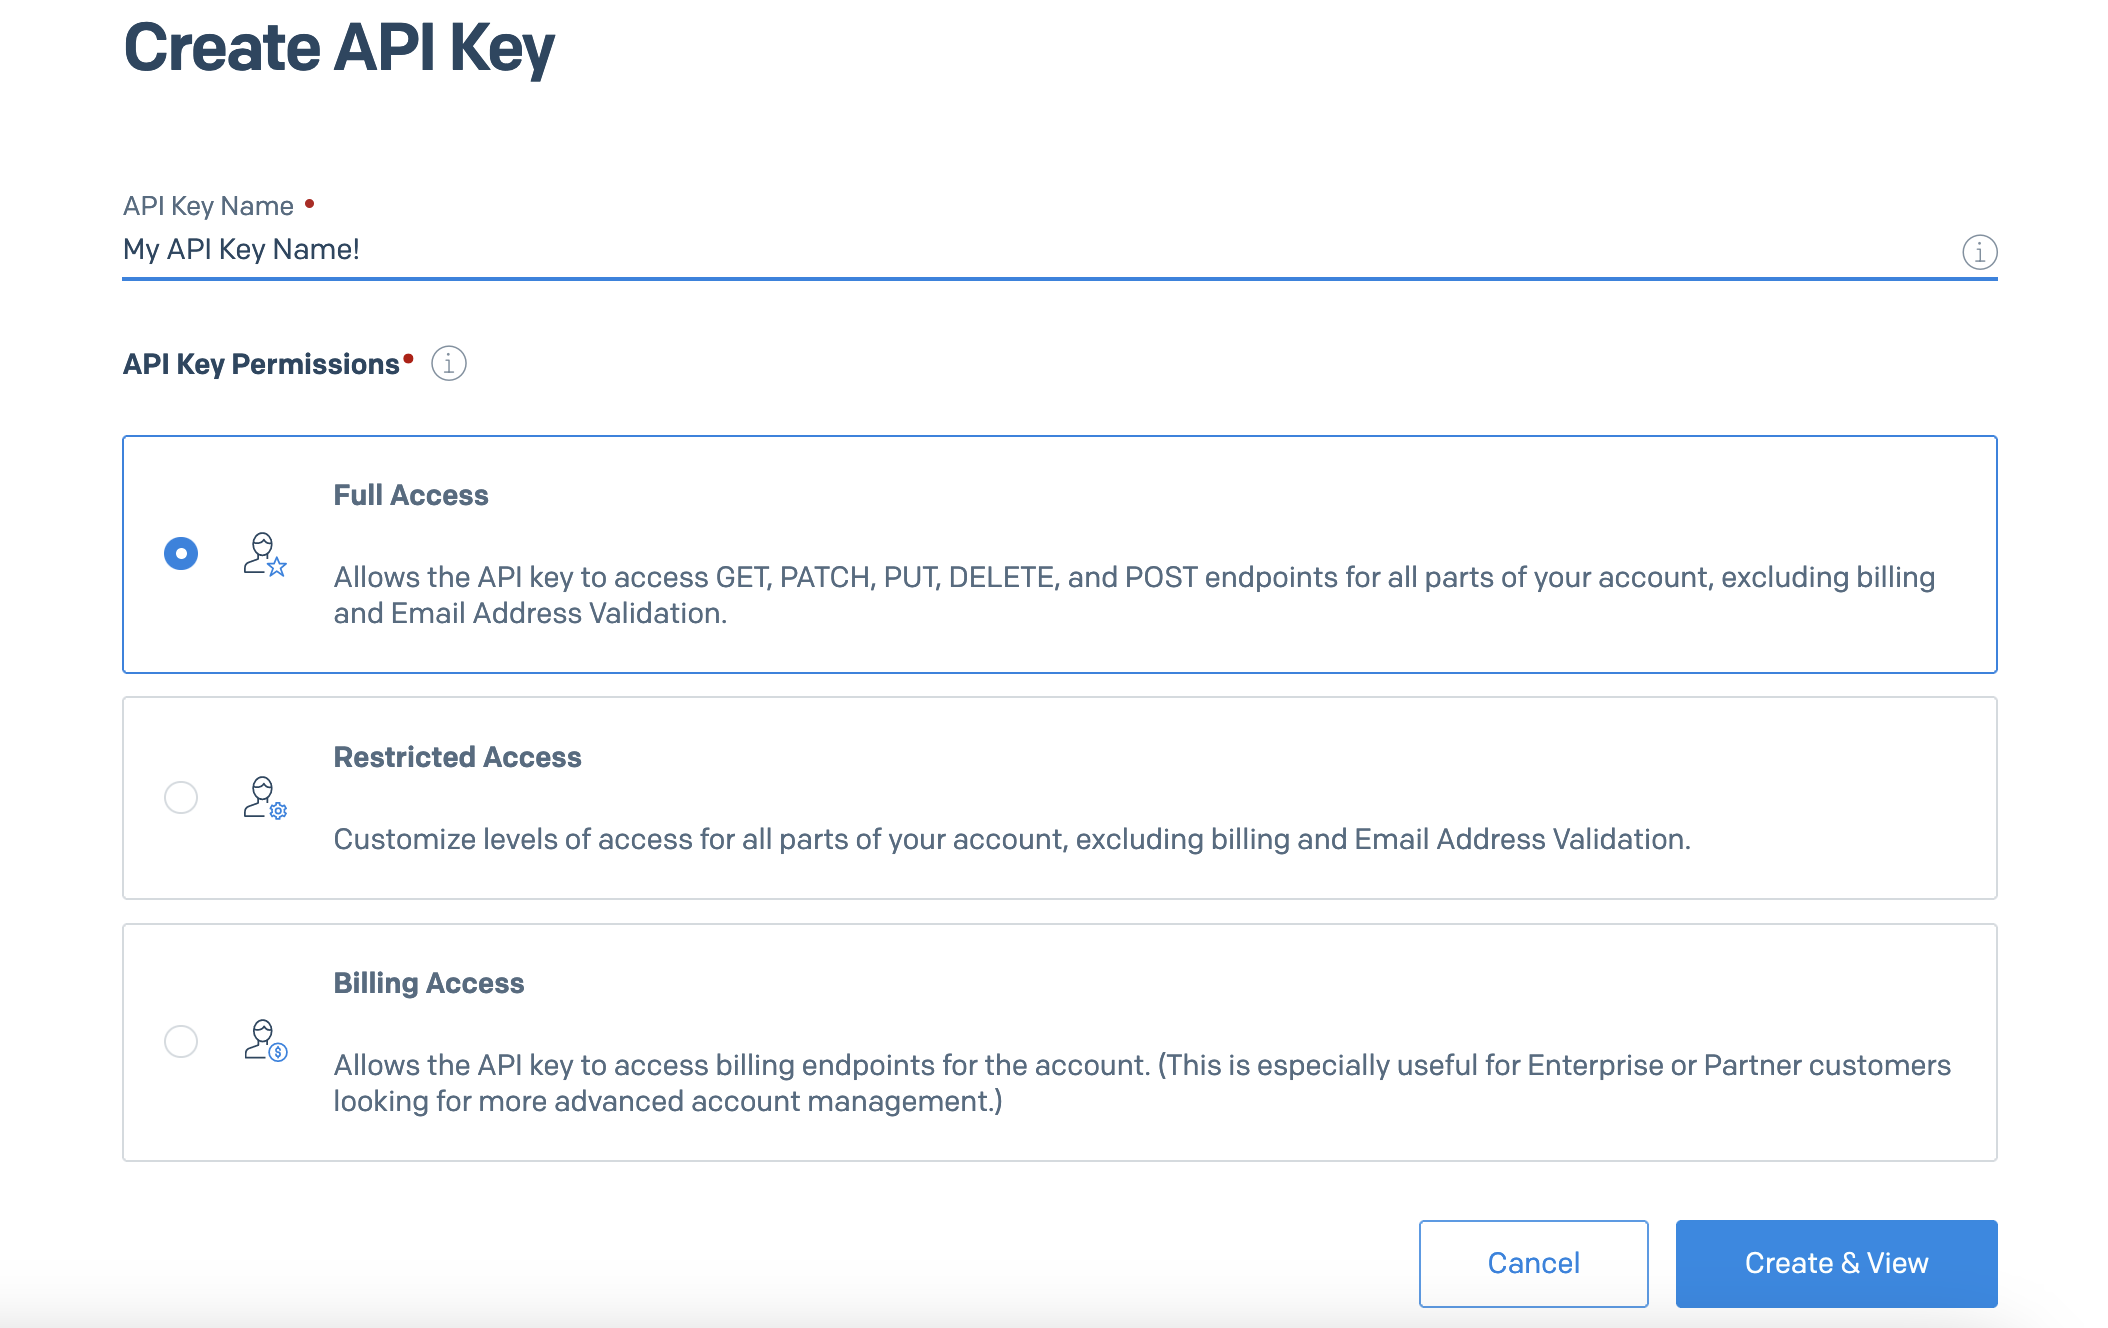 Create API Key
API Key Name
My API Key Name!
API Key Permissions
Full Access
Allows the API key to access GET, PATCH, PUT, DELETE, and POST endpoints for all parts of your account, excluding billing
and Email Address Validation.
Restricted Access
Customize levels of access for all parts of your account, excluding billing and Email Address Validation.
Billing Access
Allows the API key to access billing endpoints for the account. (This is especially useful for Enterprise or Partner customers
looking for more advanced account management.)
Cancel
Create & View